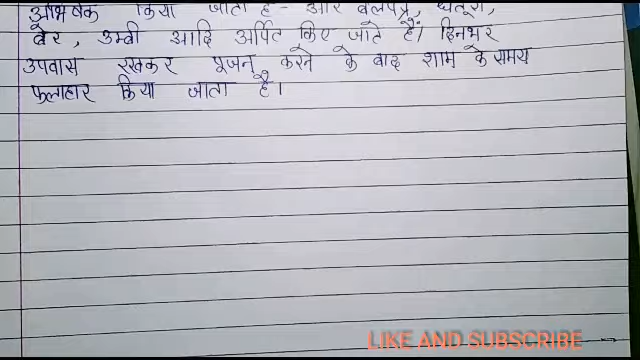 अभिषेक किया जाता है - और बेलपत्र, धतूरा,
बेर, उम्बी आदि अर्पित किए जाते हैं। दिनभर
उपवास रखकर पूजन करने के बाद शाम के समय
फलाहार किया जाता है।
LIKE AND SUBSCRIBE